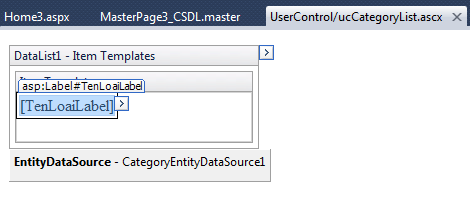 Home3.aspx MasterPage3_CSDL.master UserControl/ucCategoryList.ascx
DataList1 - Item Templates
asp:Label#TenLoaiLabel
[TenLoaiLabel]
EntityDataSource - CategoryEntityDataSource1